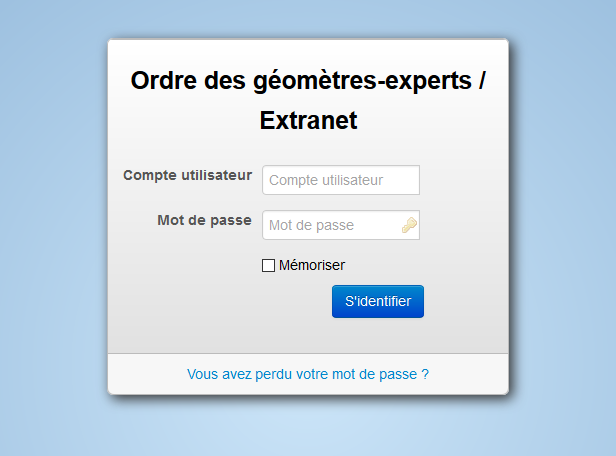 Ordre des géomètres-experts /
Extranet
Compte utilisateur Compte utilisateur
Mot de passe Mot de passe
Mémoriser
S'identifier
Vous avez perdu votre mot de passe ?